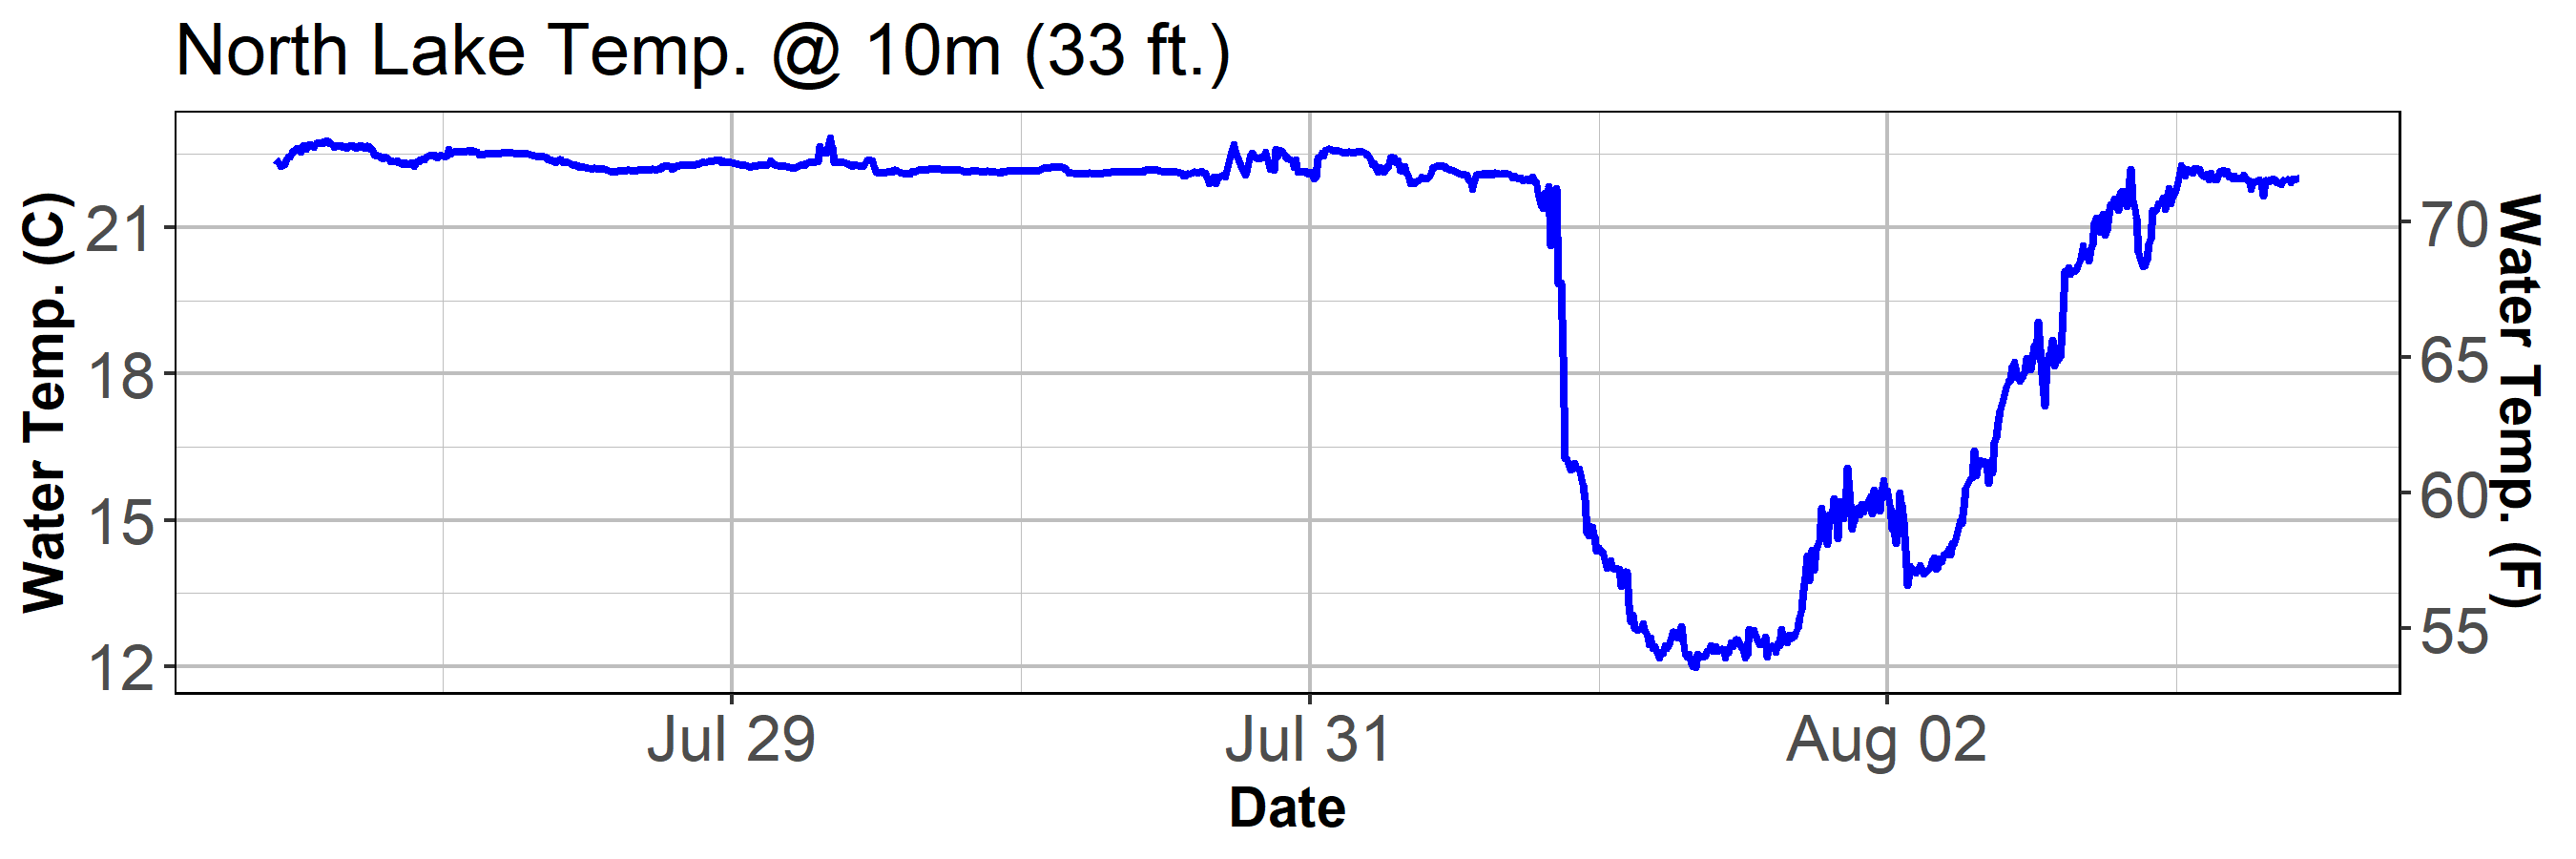 North Lake Temp. @ 10m (33 ft.)
Water Temp. (C)
21
18
15
12
70
65
60
55
Water Temp. (F)
Jul 29
Jul 31
Aug 02
Date